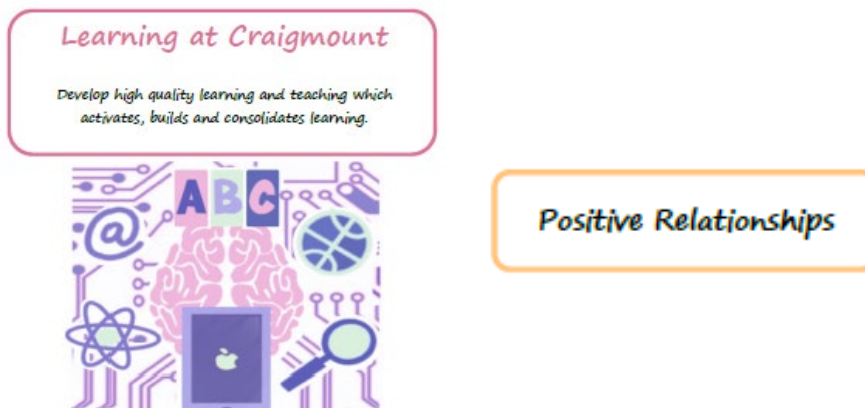 Learning at Craigmount
Develop high quality learning and teaching which
activates, builds and consolidates learning.
ABC
@
Positive Relationships